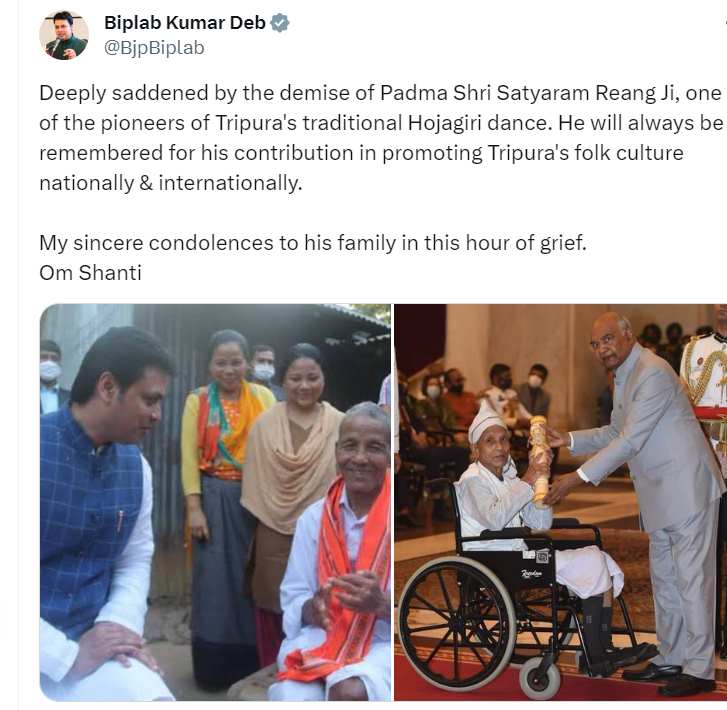 Biplab Kumar Deb
@BjpBiplab
Deeply saddened by the demise of Padma Shri Satyaram Reang Ji, one
of the pioneers of Tripura's traditional Hojagiri dance. He will always be
remembered for his contribution in promoting Tripura's folk culture
nationally & internationally.
My sincere condolences to his family in this hour of grief.
Om Shanti
Freedom